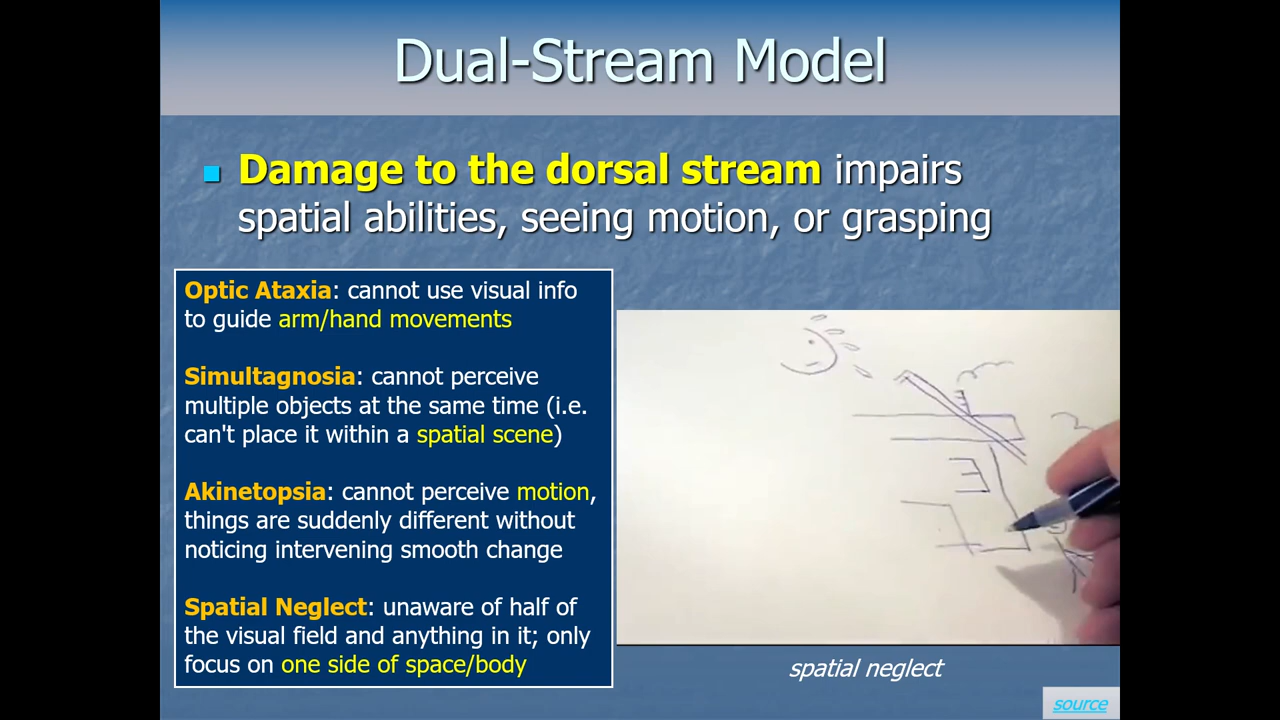 Dual-Stream Model
Damage to the dorsal stream impairs
spatial abilities, seeing motion, or grasping
Optic Ataxia: cannot use visual info
to guide arm/hand movements
Simultagnosia: cannot perceive
multiple objects at the same time (i.e.
can't place it within a spatial scene)
Akinetopsia: cannot perceive motion,
things are suddenly different without
noticing intervening smooth change
Spatial Neglect: unaware of half of
the visual field and anything in it; only
focus on one side of space/body
spatial neglect
source